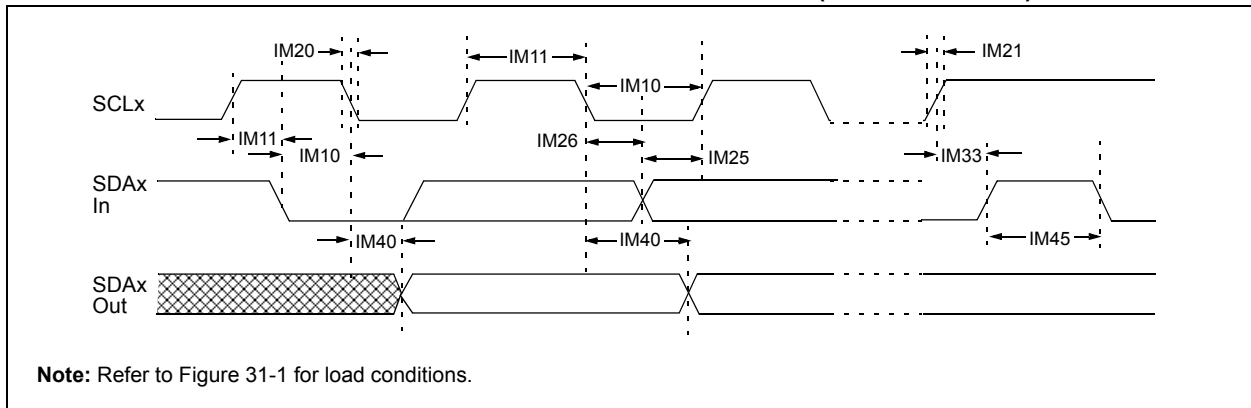 IM20
IM11
IM21
IM10
SCLx
IM11
IM10
IM26
IM25
IM33
SDAx
In
IM40
IM40
IM45
SDAx
Out
Note: Refer to Figure 31-1 for load conditions.